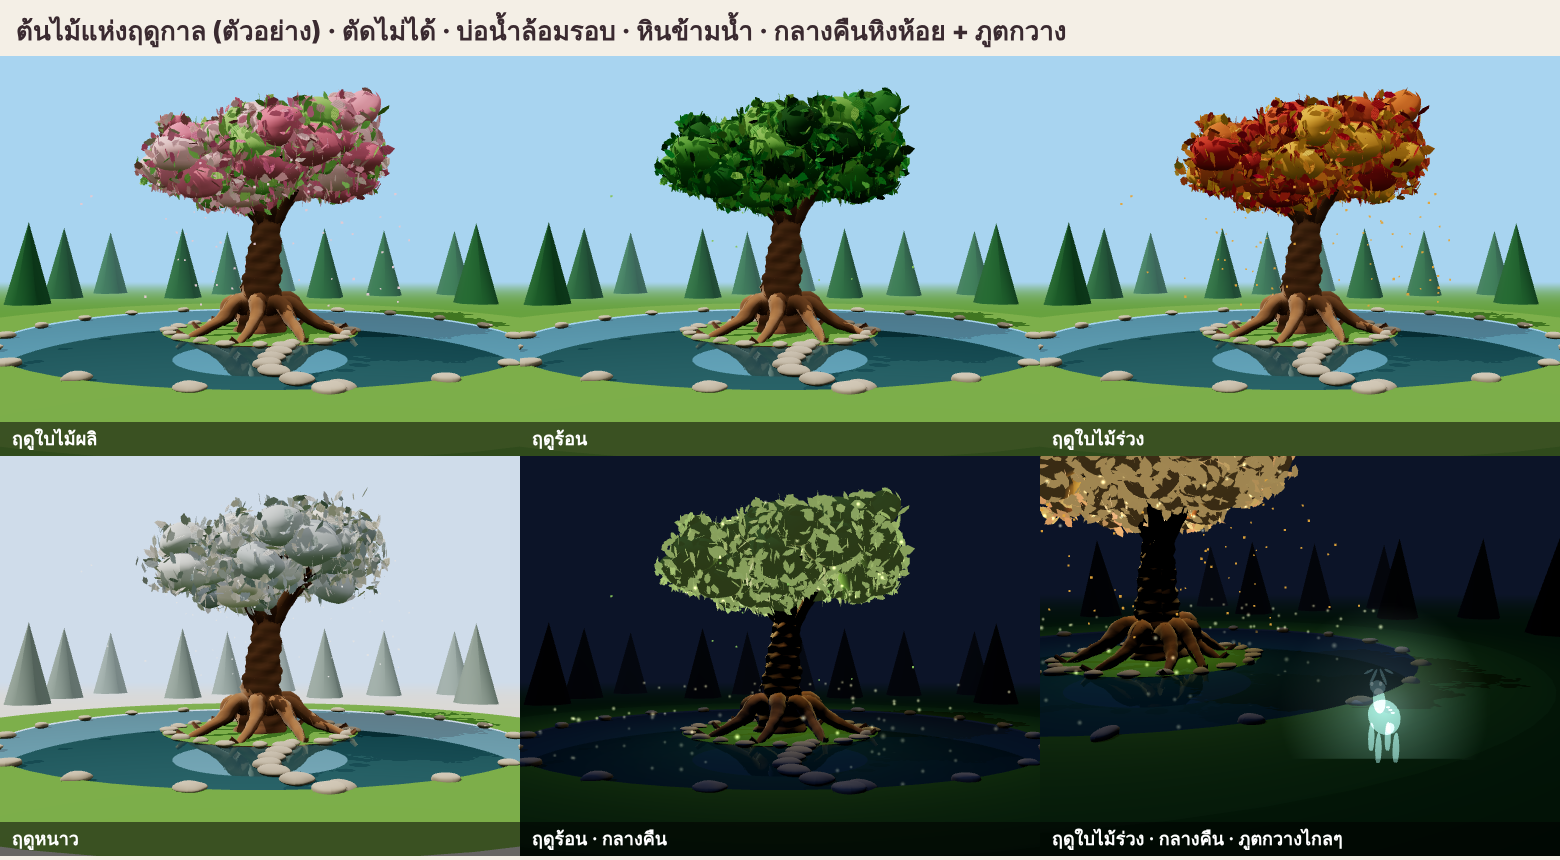 ต้นไม้แห่งฤดูกาล (ตัวอย่าง) · ตัดไม่ได้ · บ่อน้ำล้อมรอบ · หินข้ามน้ำ · กลางคืนหิงห้อย + ภูตกวาง
ฤดูใบไม้ผลิ
ฤดูร้อน
ฤดูใบไม้ร่วง
ฤดูหนาว
ฤดูร้อน · กลางคืน
ฤดูใบไม้ร่วง · กลางคืน · ภูตกวางไกลๆ